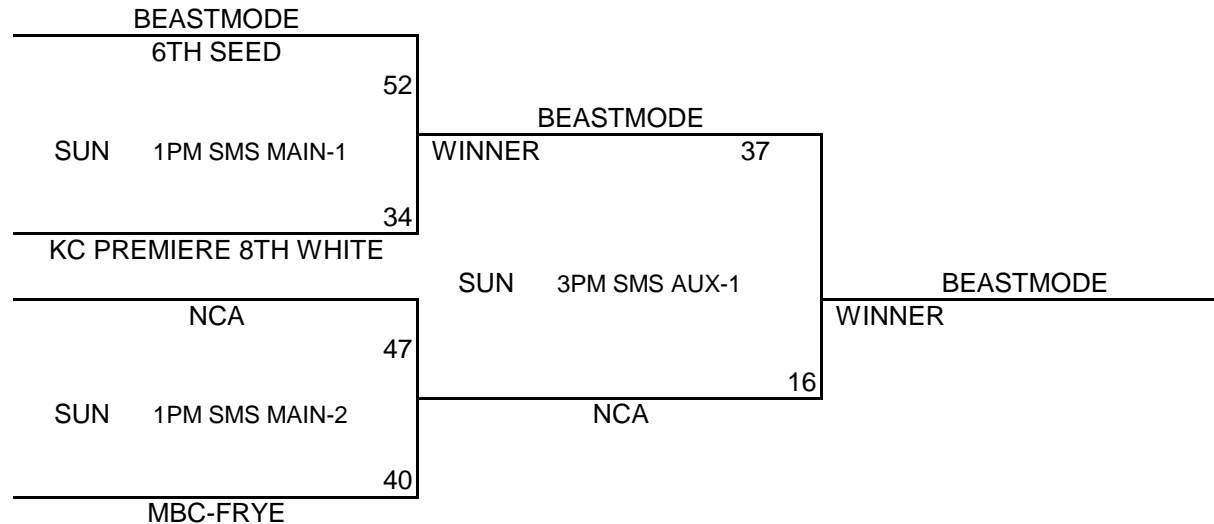 BEASTMODE
6TH SEED
52
BEASTMODE
SUN 1PM SMS MAIN-1
WINNER 37
34
KC PREMIERE 8TH WHITE
SUN 3PM SMS AUX-1
BEASTMODE
NCA
WINNER
47
16
SUN 1PM SMS MAIN-2
NCA
40
MBC-FRYE